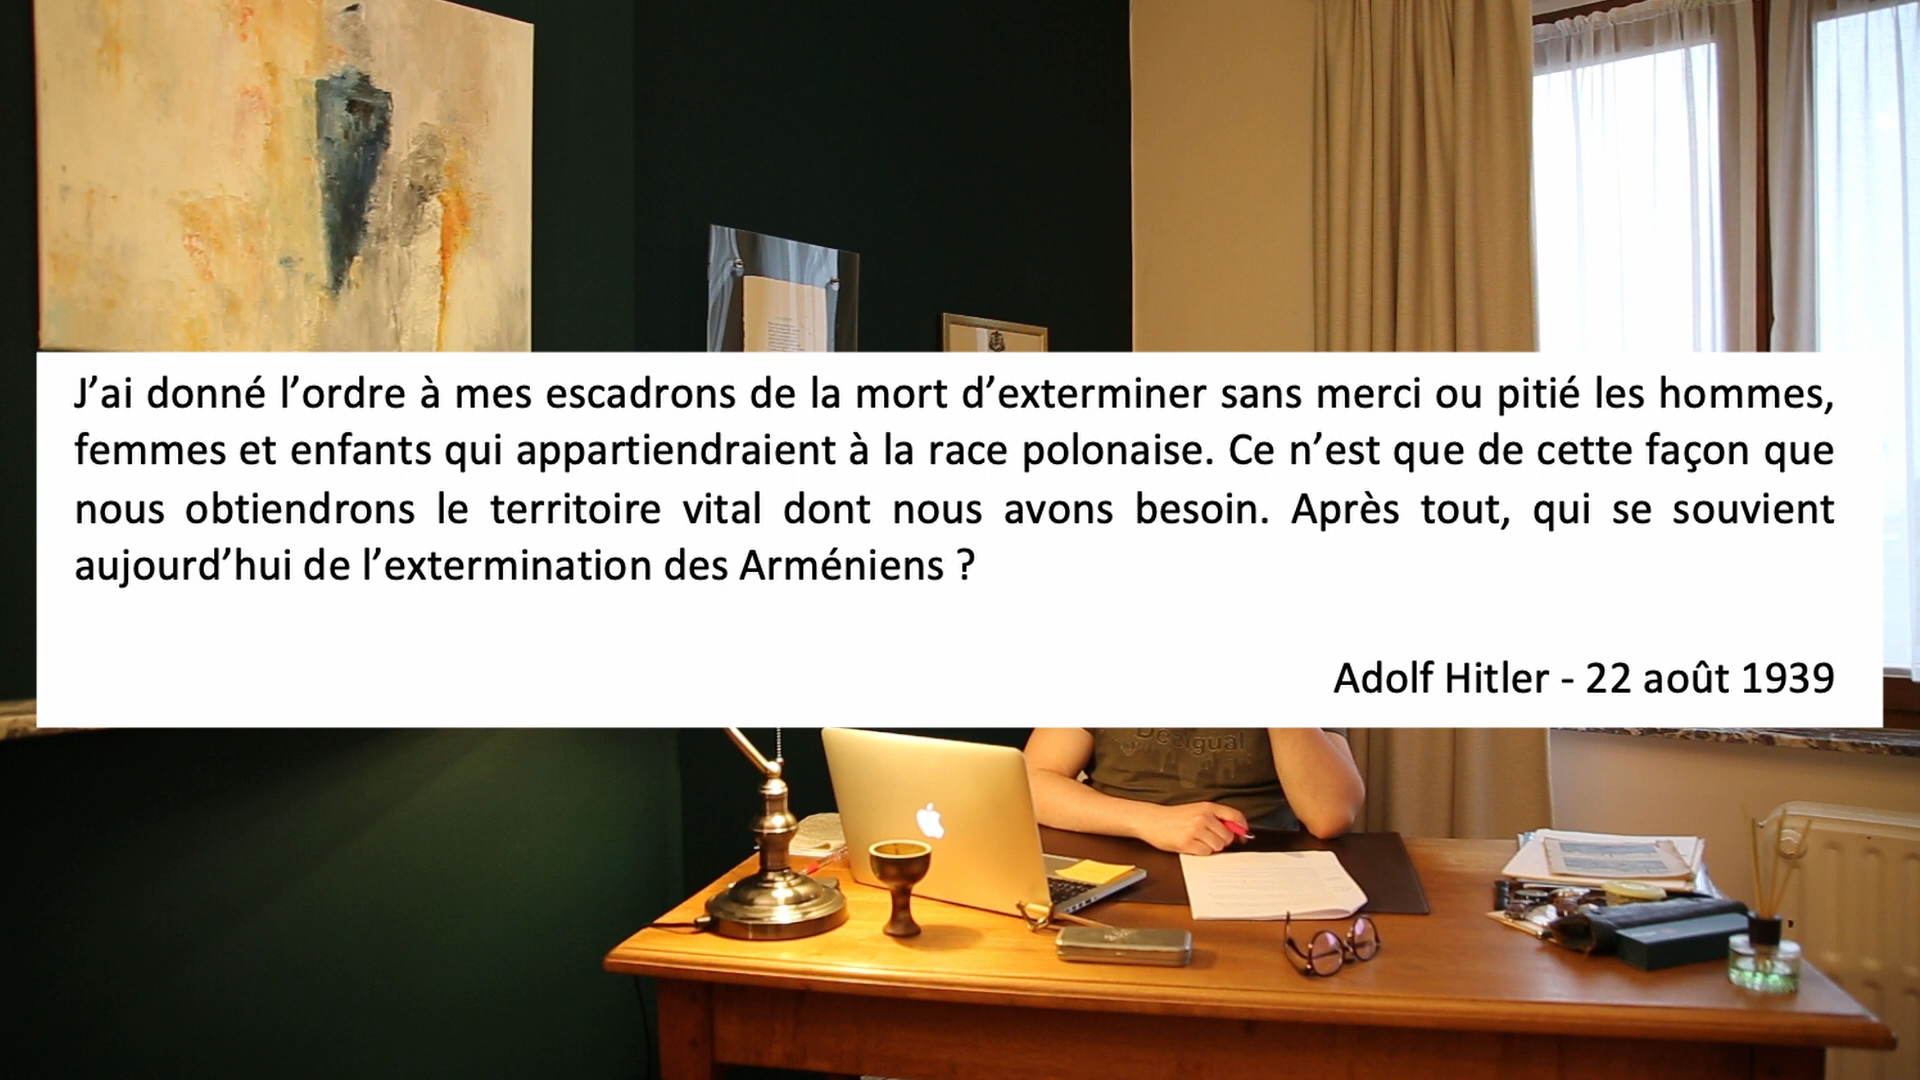 J’ai donné l’ordre à mes escadrons de la mort d’exterminer sans merci ou pitié les hommes,
femmes et enfants qui appartiendraient à la race polonaise. Ce n’est que de cette façon que
nous obtiendrons le territoire vital dont nous avons besoin. Après tout, qui se souvient
aujourd’hui de l’extermination des Arméniens ?
Adolf Hitler - 22 août 1939
Desigual